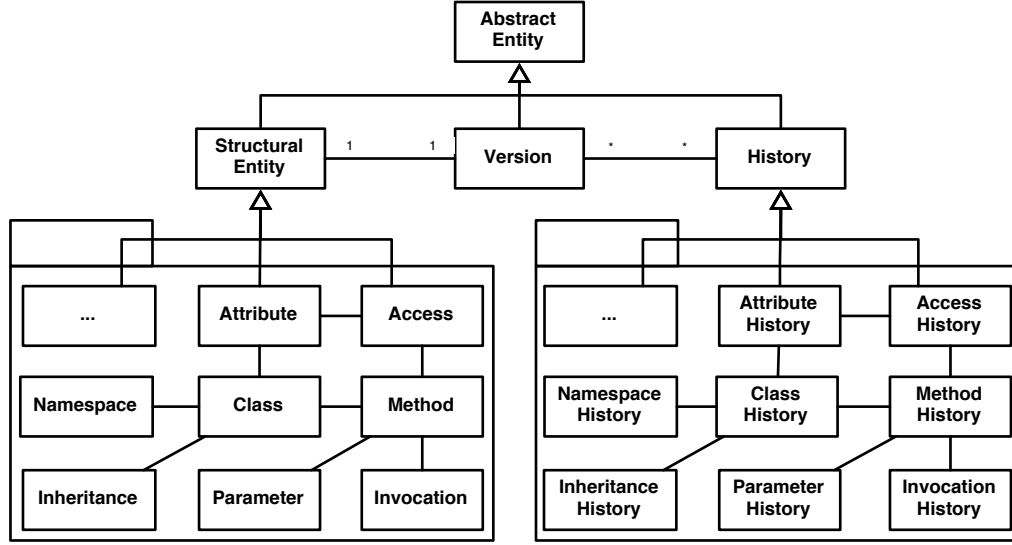 Abstract
Entity
Structural
Entity
1
1
Version
*
*
History
...
Attribute
Access
Namespace
Class
Method
Inheritance
Parameter
Invocation
...
Attribute
History
Access
History
Namespace
History
Class
History
Method
History
Inheritance
History
Parameter
History
Invocation
History